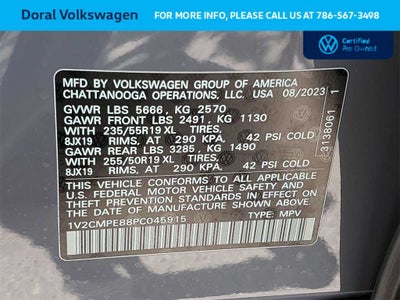 Doral Volkswagen
QUESTIONS? CALL US TODAY AT 786-567-3498
Certified
Pre-Owned
MFD BY VOLKSWAGEN GROUP OF AMERICA
CHATTANOOGA OPERATIONS, LLC. USA 08/2023
GVWR LBS 5666, KG 2570
GAWR FRONT LBS 2491, KG 1130
WITH 235/55R19 XL TIRES,
8JX19 RIMS, AT 290 KPA. 42 PSI COLD
GAWR REAR LBS 3285, KG 1490
WITH 255/50R19 XL TIRES,
8JX19 RIMS, AT 290 KPA. 42 PSI COLD
THIS VEHICLE CONFORMS TO ALL APPLICABLE
FEDERAL MOTOR VEHICLE SAFETY AND
THEFT PREVENTION STANDARDS IN EFFECT ON
THE DATE OF MANUFACTURE SHOWN ABOVE.
1V2CMPE88PC045915 TYPE: MPV
3138061 1